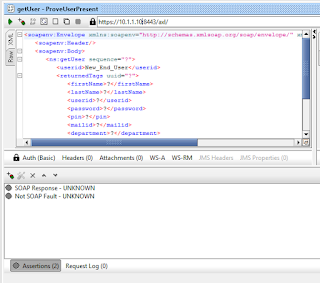 getUser - ProveUserPresent
https://10.1.1.10:8443/axl/
Raw
XML
<soapenv:Envelope xmlns:soapenv="http://schemas.xmlsoap.org/soap/envelope/"
<soapenv:Header/>
<soapenv:Body>
<ns:getUser sequence="?">
<userid>New_End_User</userid>
<returnedTags uuid="?">
<firstName>?</firstName>
<lastName>?</lastName>
<userid>?</userid>
<password>?</password>
<pin>?</pin>
<mailid>?</mailid>
<department>?</department>
Auth (Basic) Headers (0) Attachments (0) WS-A WS-RM JMS Headers JMS Properties (0)
SOAP Response - UNKNOWN
Not SOAP Fault - UNKNOWN
Assertions (2) Request Log (0)